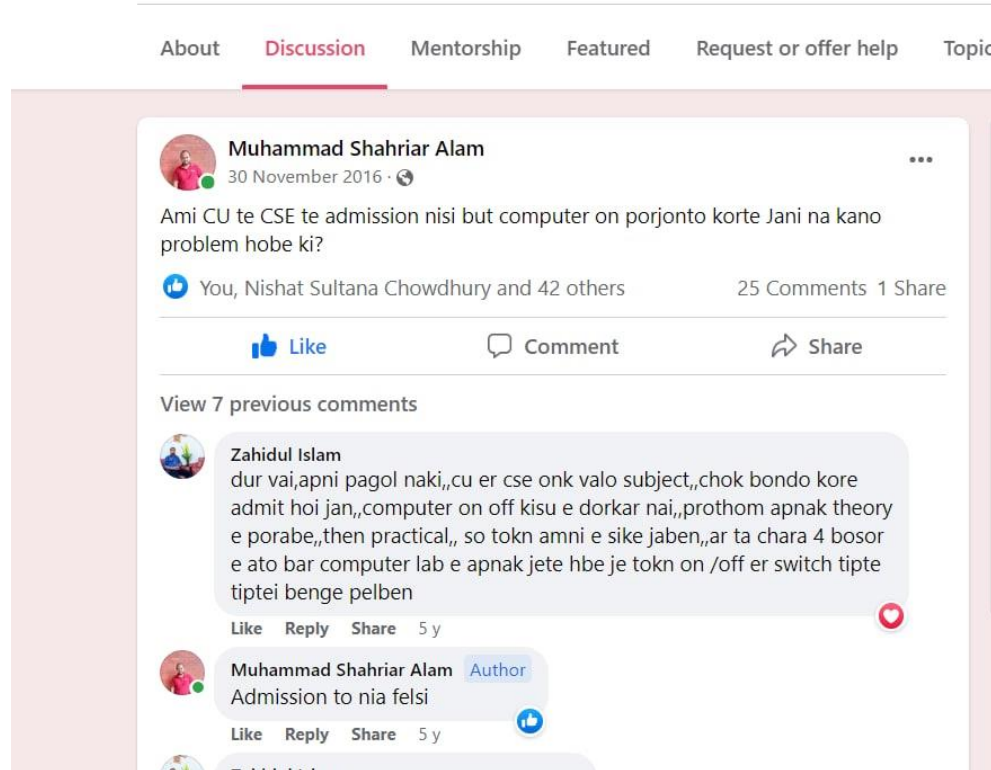 About Discussion Mentorship Featured Request or offer help Topic
Muhammad Shahriar Alam
30 November 2016 ·
Ami CU te CSE te admission nisi but computer on porjonto korte Jani na kano
problem hobe ki?
You, Nishat Sultana Chowdhury and 42 others 25 Comments 1 Share
Like Comment Share
View 7 previous comments
Zahidul Islam
dur vai,apni pagol naki,,cu er cse onk valo subject,,chok bondo kore
admit hoi jan,,computer on off kisu e dorkar nai,,prothom apnak theory
e porabe,,then practical,, so tokn amni e sike jaben,,ar ta chara 4 bosor
e ato bar computer lab e apnak jete hbe je tokn on /off er switch tipte
tiptei benge pelben
Like Reply Share 5 y
Muhammad Shahriar Alam Author
Admission to nia felsi
Like Reply Share 5 y